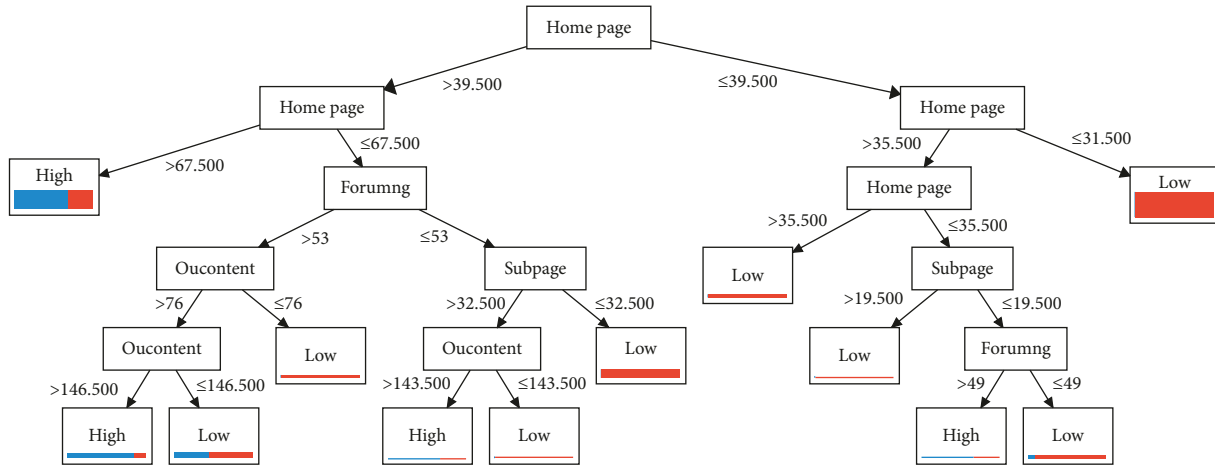 Home page
>39.500
≤39.500
Home page
Home page
>67.500
≤67.500
>35.500
≤31.500
High
Forumng
Home page
Low
>53
≤53
>35.500
≤35.500
Oucontent
Subpage
Low
Subpage
>76
≤76
>32.500
≤32.500
>19.500
≤19.500
Oucontent
Low
Oucontent
Low
Low
Forumng
>146.500
≤146.500
>143.500
≤143.500
>49
≤49
High
Low
High
Low
High
Low